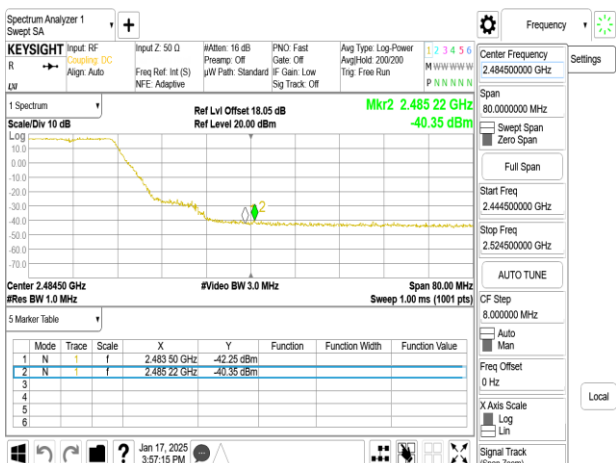 Spectrum Analyzer 1
Swept SA
Frequency
KEYSIGHT
R
Input: RF
Coupling: DC
Align: Auto
Input Z: 50 Ω
Freq Ref: Int (S)
NFE: Adaptive
#Atten: 16 dB
Preamp: Off
µW Path: Standard
PNO: Fast
Gate: Off
IF Gain: Low
Sig Track: Off
Avg Type: Log-Power
Avg|Hold: 200/200
Trig: Free Run
1 2 3 4 5 6
M W W W W W
P N N N N N
1 Spectrum
Scale/Div 10 dB
Ref Lvl Offset 18.05 dB
Ref Level 20.00 dBm
Mkr2 2.485 22 GHz
-40.35 dBm
Log
10.0
0.00
-10.0
-20.0
-30.0
-40.0
-50.0
-60.0
-70.0
2
Center 2.48450 GHz
#Res BW 1.0 MHz
#Video BW 3.0 MHz
Span 80.00 MHz
Sweep 1.00 ms (1001 pts)
5 Marker Table
Mode Trace Scale X Y Function Function Width Function Value
1 N 1 f 2.483 50 GHz -42.25 dBm
2 N 1 f 2.485 22 GHz -40.35 dBm
3
4
5
6
Jan 17, 2025
3:57:15 PM
Center Frequency
2.484500000 GHz
Settings
Span
80.0000000 MHz
Swept Span
Zero Span
Full Span
Start Freq
2.444500000 GHz
Stop Freq
2.524500000 GHz
AUTO TUNE
CF Step
8.000000 MHz
Auto
Man
Freq Offset
0 Hz
Local
X Axis Scale
Log
Lin
Signal Track